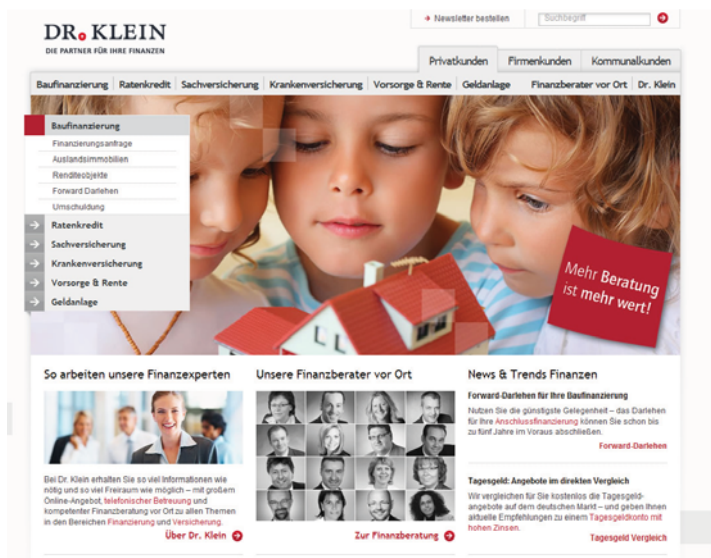 Newsletter bestellen
Suchbegriff
DR. KLEIN
DIE PARTNER FÜR IHRE FINANZEN
Privatkunden Firmenkunden Kommunalkunden
Baufinanzierung Ratenkredit Sachversicherung Krankenversicherung Vorsorge & Rente Geldanlage Finanzberater vor Ort Dr. Klein
Baufinanzierung
Finanzierungsanfrage
Auslandsimmobilien
Renditeobjekte
Forward Darlehen
Umschuldung
Ratenkredit
Sachversicherung
Krankenversicherung
Vorsorge & Rente
Geldanlage
Mehr Beratung
ist mehr wert!
So arbeiten unsere Finanzexperten
Bei Dr. Klein erhalten Sie so viel Informationen wie
nötig und so viel Freiraum wie möglich – mit großem
Online-Angebot, telefonischer Betreuung und
kompetenter Finanzberatung vor Ort zu allen Themen
in den Bereichen Finanzierung und Versicherung.
Über Dr. Klein
Unsere Finanzberater vor Ort
Zur Finanzberatung
News & Trends Finanzen
Forward-Darlehen für Ihre Baufinanzierung
Nutzen Sie die günstigste Gelegenheit – das Darlehen
für Ihre Anschlussfinanzierung können Sie schon bis
zu fünf Jahre im Voraus abschließen.
Forward-Darlehen
Tagesgeld: Angebote im direkten Vergleich
Wir vergleichen für Sie kostenlos die Tagesgeld-
angebote auf dem deutschen Markt – und geben Ihnen
aktuelle Empfehlungen zu einem Tagesgeldkonto mit
hohen Zinsen.
Tagesgeld Vergleich